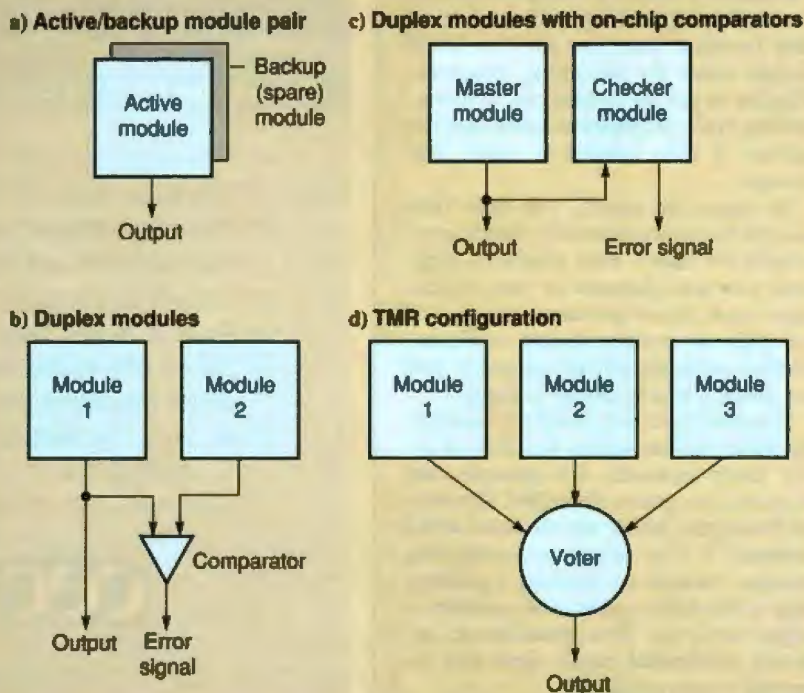 a) Active/backup module pair
Active
module
Backup
(spare)
module
Output
b) Duplex modules
Module
1
Module
2
Comparator
Output
Error
signal
c) Duplex modules with on-chip comparators
Master
module
Checker
module
Output
Error signal
d) TMR configuration
Module
1
Module
2
Module
3
Voter
Output